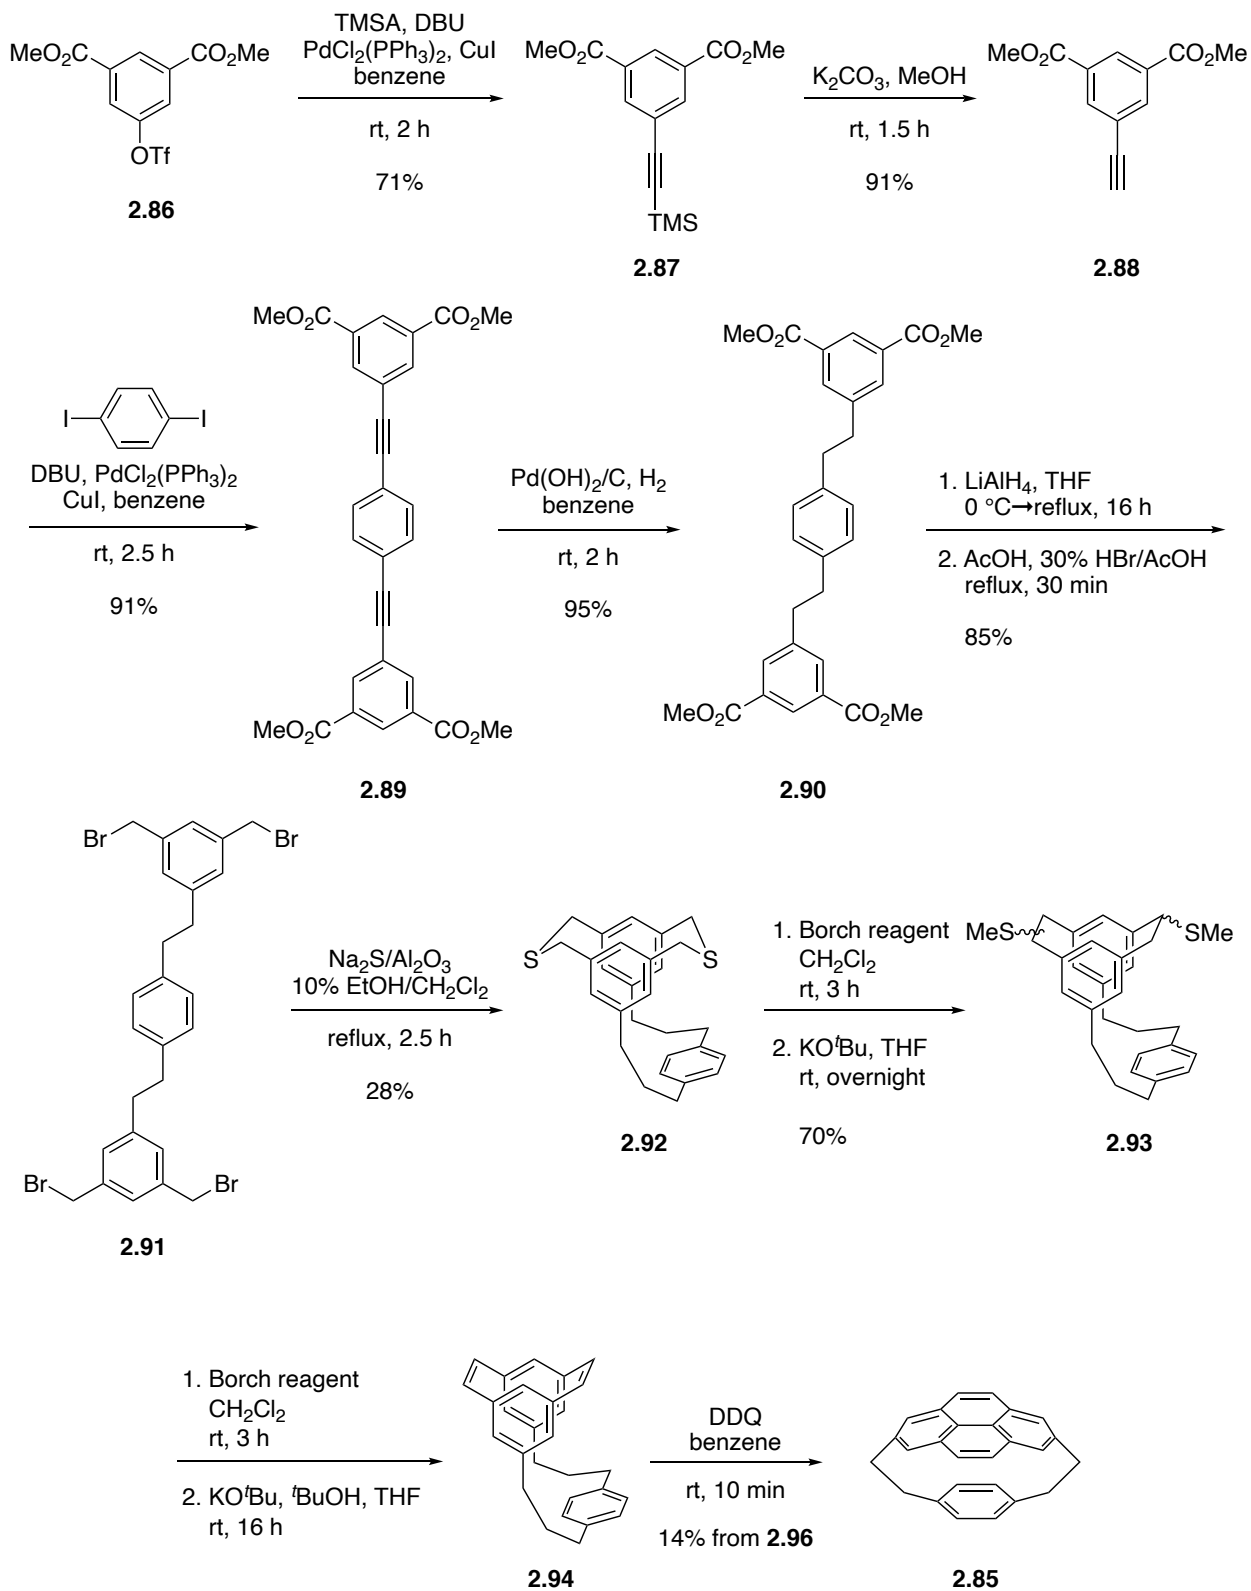 MeO₂C CO₂Me
OTf
2.86
TMSA, DBU
PdCl₂(PPh₃)₂, CuI
benzene
rt, 2 h
71%
MeO₂C CO₂Me
TMS
2.87
K₂CO₃, MeOH
rt, 1.5 h
91%
MeO₂C CO₂Me
2.88
I I
DBU, PdCl₂(PPh₃)₂
CuI, benzene
rt, 2.5 h
91%
MeO₂C CO₂Me
MeO₂C CO₂Me
2.89
Pd(OH)₂/C, H₂
benzene
rt, 2 h
95%
MeO₂C CO₂Me
MeO₂C CO₂Me
2.90
1. LiAlH₄, THF
0 °C→reflux, 16 h
2. AcOH, 30% HBr/AcOH
reflux, 30 min
85%
Br Br
Br Br
2.91
Na₂S/Al₂O₃
10% EtOH/CH₂Cl₂
reflux, 2.5 h
28%
S S
2.92
1. Borch reagent
CH₂Cl₂
rt, 3 h
2. KOᵗBu, THF
rt, overnight
70%
MeS SMe
2.93
1. Borch reagent
CH₂Cl₂
rt, 3 h
2. KOᵗBu, ᵗBuOH, THF
rt, 16 h
2.94
DDQ
benzene
rt, 10 min
14% from 2.96
2.85